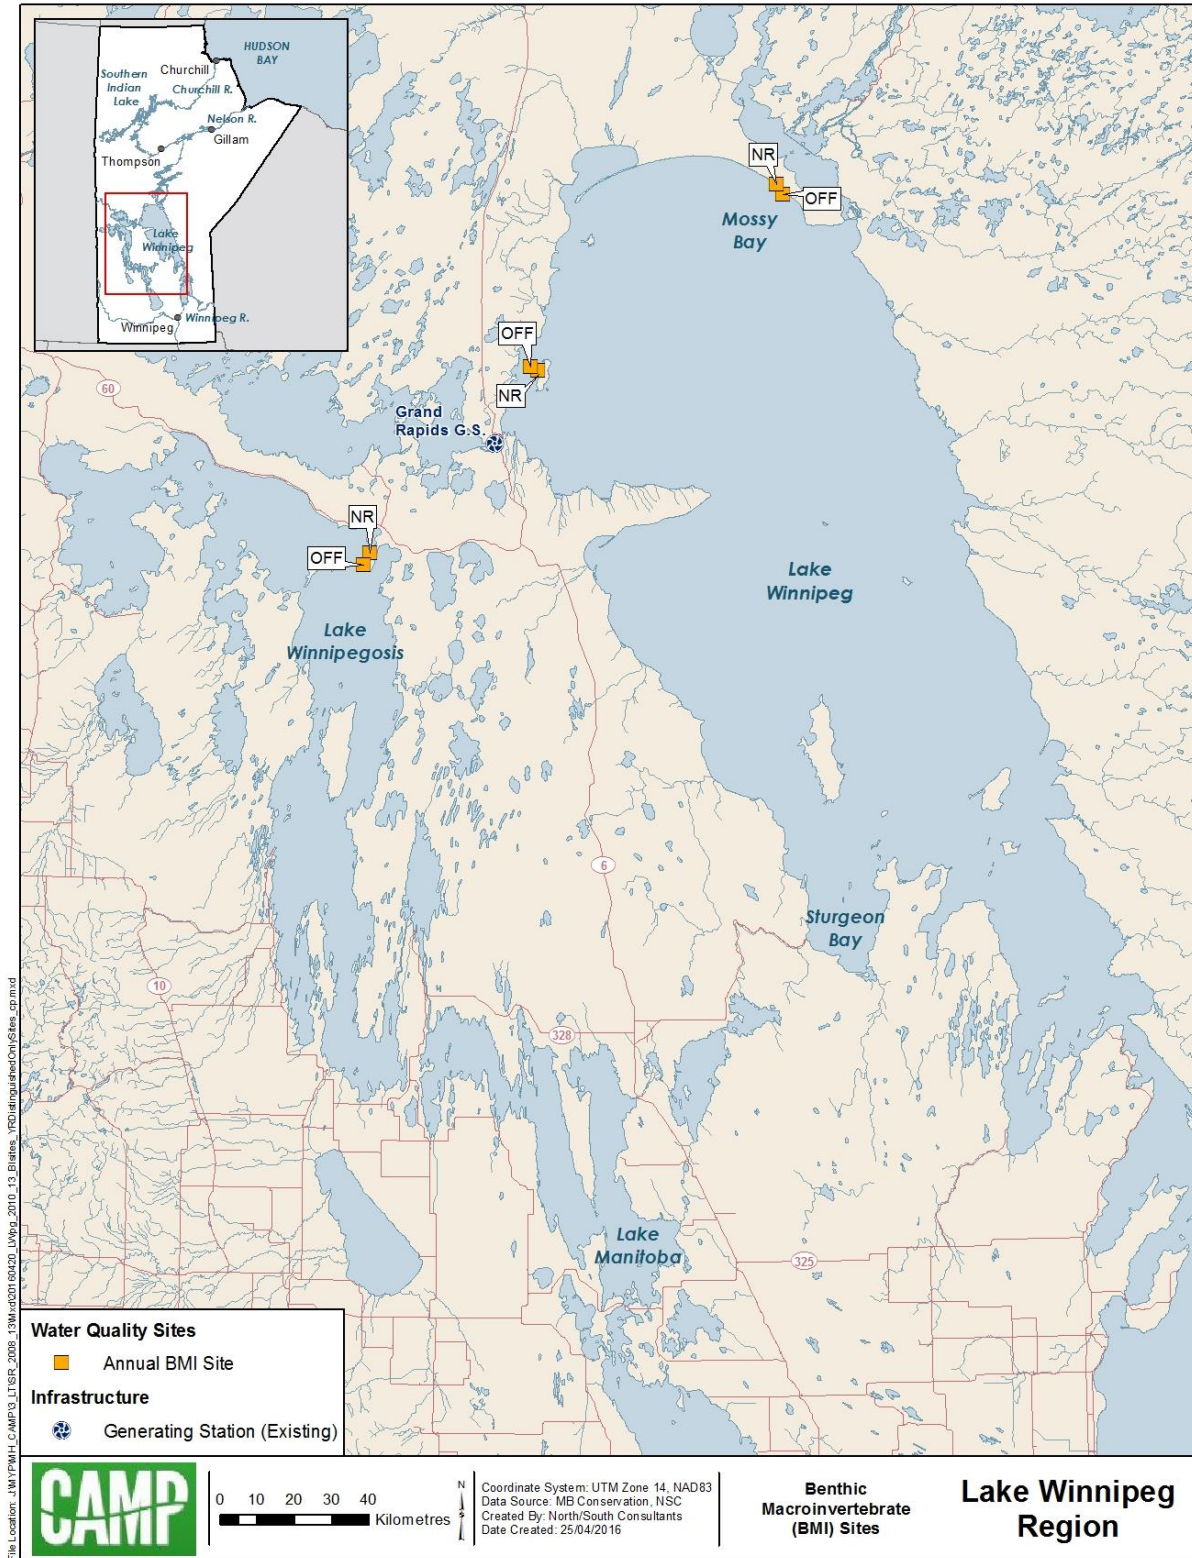 HUDSON
BAY
Churchill
Southern
Indian
Lake
Churchill R.
Nelson R.
Gillam
Thompson
Lake
Winnipeg
Winnipeg R.
Winnipeg
NR
OFF
Mossy
Bay
OFF
NR
60
Grand
Rapids G.S.
NR
OFF
Lake
Winnipeg
Lake
Winnipegosis
6
Sturgeon
Bay
10
328
Lake
Manitoba
325
Water Quality Sites
Annual BMI Site
Infrastructure
Generating Station (Existing)
CAMP
0 10 20 30 40
Kilometres
N
S
Coordinate System: UTM Zone 14, NAD83
Data Source: MB Conservation, NSC
Created By: North/South Consultants
Date Created: 25/04/2016
Benthic
Macroinvertebrate
(BMI) Sites
Lake Winnipeg
Region